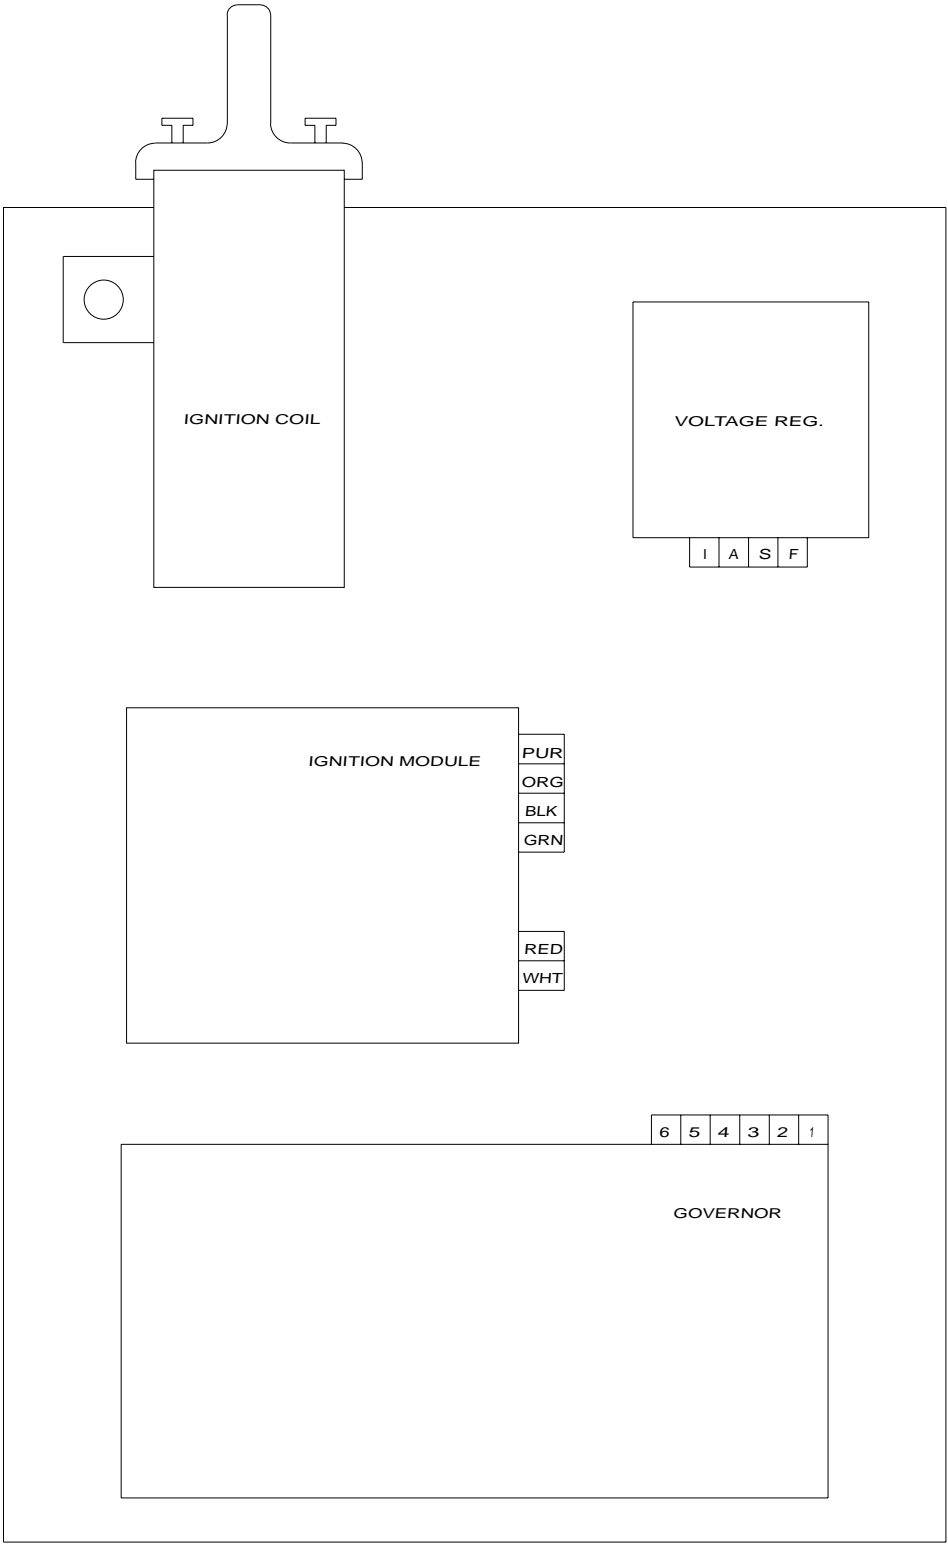 IGNITION COIL
VOLTAGE REG.
I A S F
IGNITION MODULE
PUR
ORG
BLK
GRN
RED
WHT
6 5 4 3 2 1
GOVERNOR